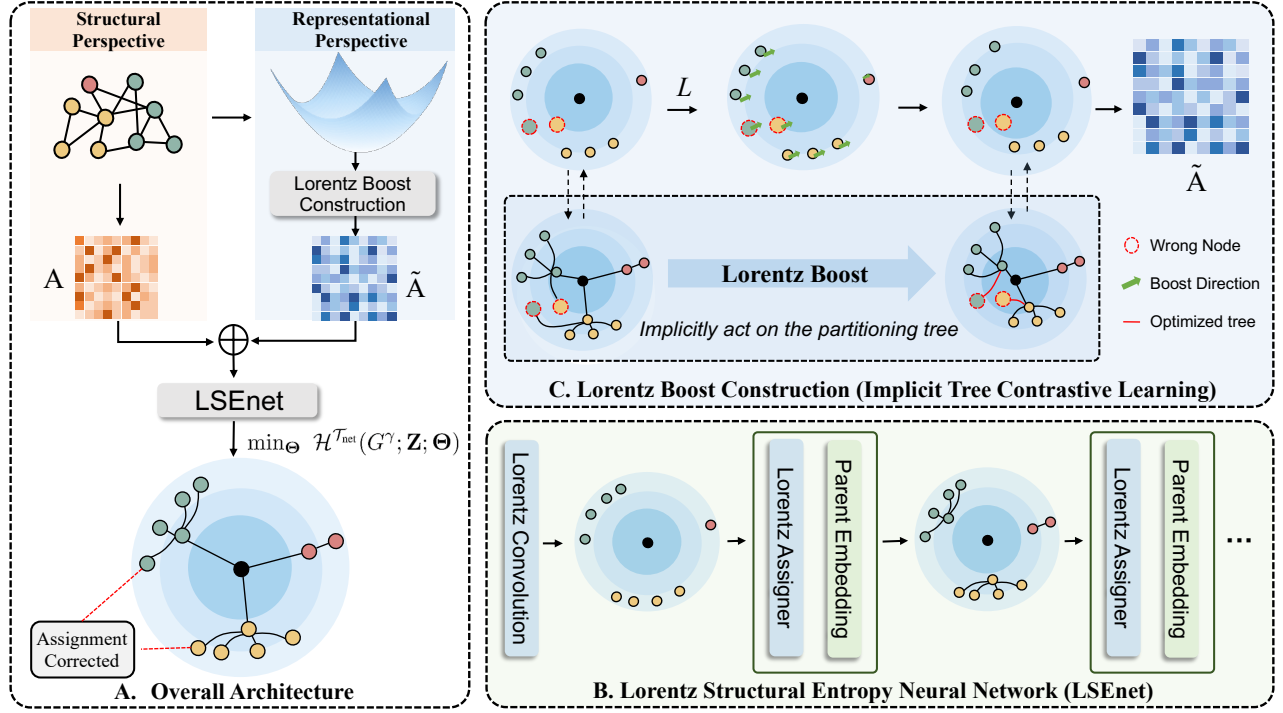 Structural
Perspective
Representational
Perspective
Lorentz Boost
Construction
A
Ã
LSEnet
min_Θ ℋ^{𝒯_net}(G^γ; Z; Θ)
Assignment
Corrected
A. Overall Architecture
L
Ã
Lorentz Boost
Implicitly act on the partitioning tree
Wrong Node
Boost Direction
Optimized tree
C. Lorentz Boost Construction (Implicit Tree Contrastive Learning)
Lorentz Convolution
Lorentz Assigner
Parent Embedding
Lorentz Assigner
Parent Embedding
...
B. Lorentz Structural Entropy Neural Network (LSEnet)